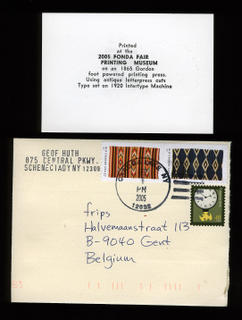 Printed
at the
2005 FONDA FAIR
PRINTING MUSEUM
on an 1865 Gordon
foot powered printing press.
Using antique letterpress cuts
Type set on 1920 Intertype Machine
GEOF HUTH
875 CENTRAL PKWY.
SCHENECTADY NY 12309
NY
PM
2005
frips
Halvemaanstraat 113
B-9040 Gent
Belgium